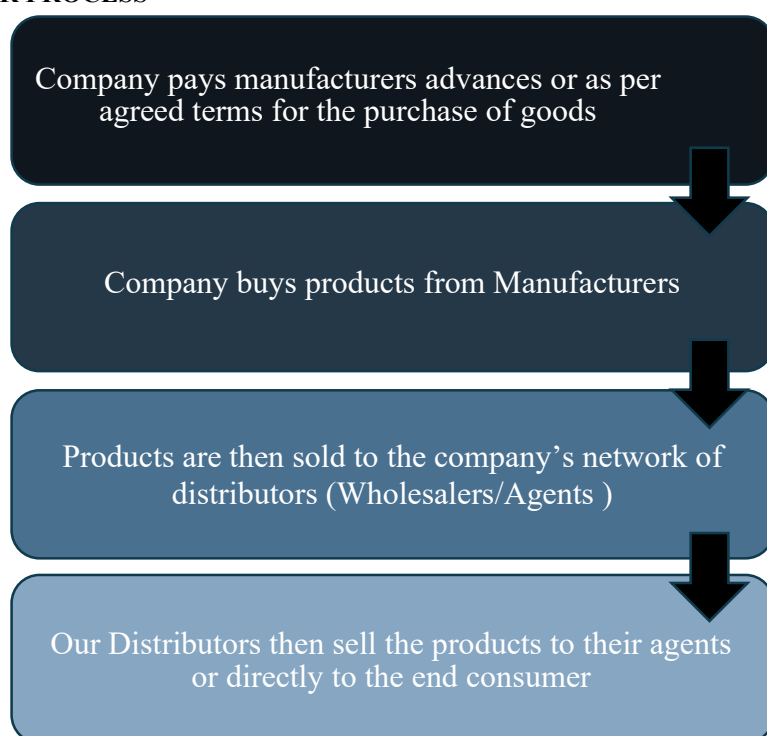 R PROCESS
Company pays manufacturers advances or as per
agreed terms for the purchase of goods
Company buys products from Manufacturers
Products are then sold to the company’s network of
distributors (Wholesalers/Agents )
Our Distributors then sell the products to their agents
or directly to the end consumer